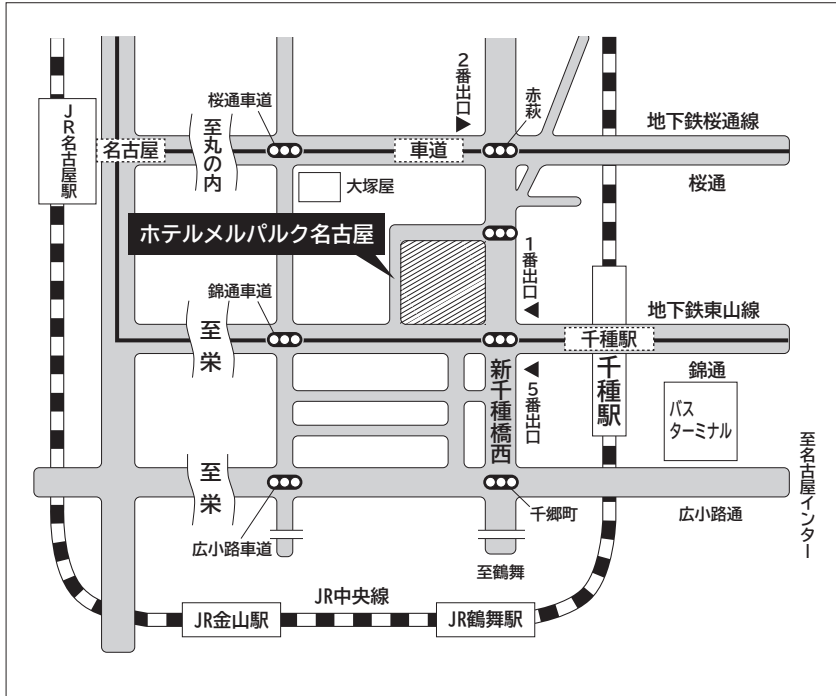 2番出口
赤萩
桜通車道
地下鉄桜通線
JR名古屋駅
名古屋
至丸の内
車道
桜通
大塚屋
ホテルメルパルク名古屋
1番出口
錦通車道
地下鉄東山線
至栄
千種駅
新千種橋西
5番出口
千種駅
錦通
バス
ターミナル
至名古屋インター
至栄
広小路車道
千郷町
広小路通
至鶴舞
JR中央線
JR金山駅
JR鶴舞駅